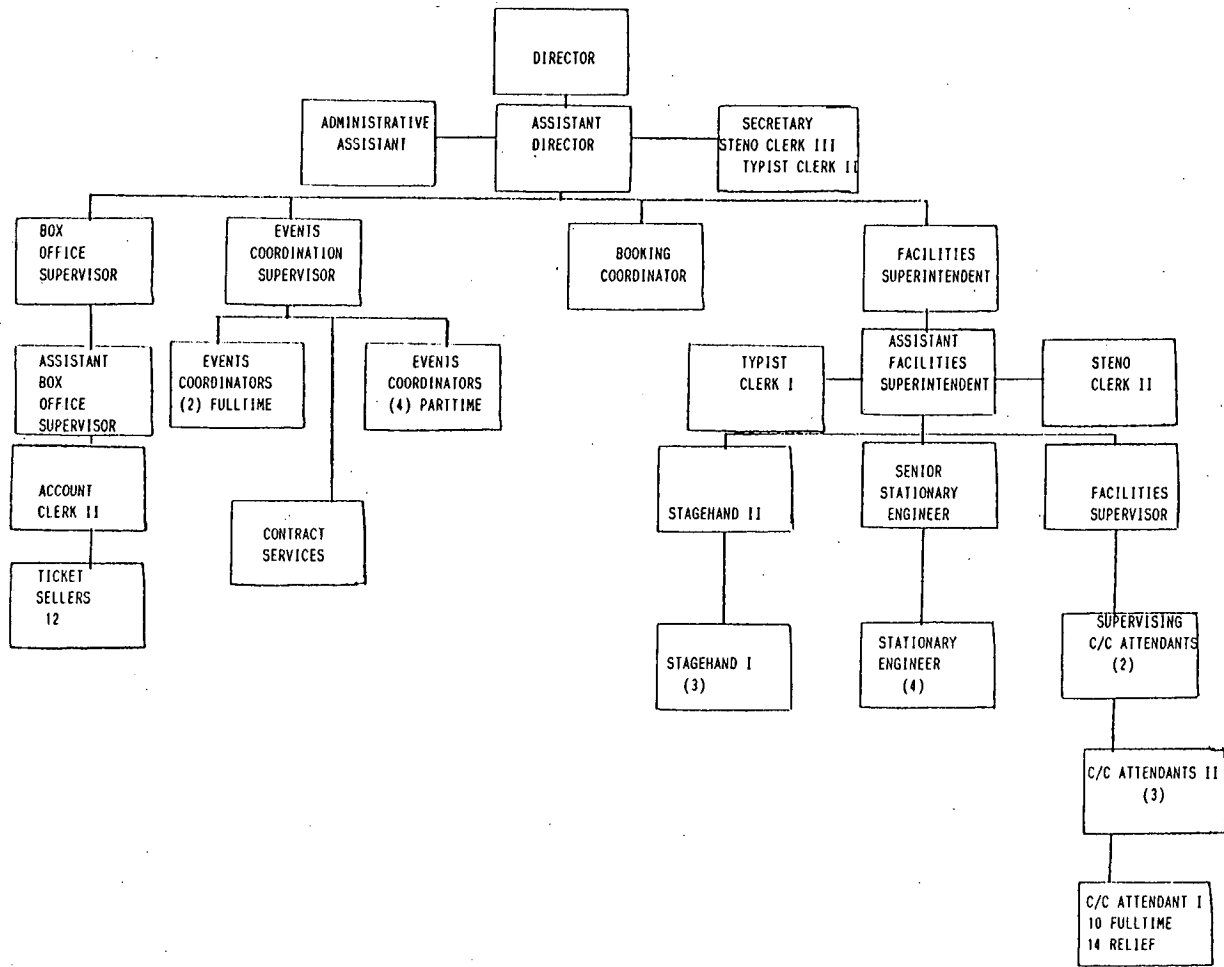 DIRECTOR
ADMINISTRATIVE
ASSISTANT
ASSISTANT
DIRECTOR
SECRETARY
STENO CLERK III
TYPIST CLERK II
BOX
OFFICE
SUPERVISOR
EVENTS
COORDINATION
SUPERVISOR
BOOKING
COORDINATOR
FACILITIES
SUPERINTENDENT
ASSISTANT
BOX
OFFICE
SUPERVISOR
EVENTS
COORDINATORS
(2) FULLTIME
EVENTS
COORDINATORS
(4) PARTTIME
TYPIST
CLERK I
ASSISTANT
FACILITIES
SUPERINTENDENT
STENO
CLERK II
ACCOUNT
CLERK II
CONTRACT
SERVICES
STAGEHAND II
SENIOR
STATIONARY
ENGINEER
FACILITIES
SUPERVISOR
TICKET
SELLERS
12
STAGEHAND I
(3)
STATIONARY
ENGINEER
(4)
SUPERVISING
C/C ATTENDANTS
(2)
C/C ATTENDANTS II
(3)
C/C ATTENDANT I
10 FULLTIME
14 RELIEF